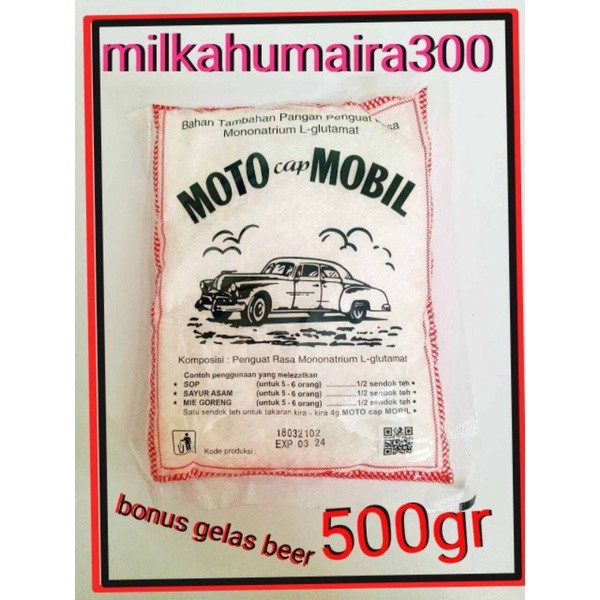 milkahumaira300
Bahan Tambahan Pangan Penguat Rasa
Mononatrium L-glutamat
MOTO cap MOBIL
Komposisi : Penguat Rasa Mononatrium L-glutamat
Contoh penggunaan yang melezatkan
★ SOP (untuk 5 - 6 orang) ..............1/2 sendok teh •
★ SAYUR ASAM (untuk 5 - 6 orang) ..............1/2 sendok teh •
★ MIE GORENG (untuk 5 - 6 orang) ..............1/2 sendok teh •
Satu sendok teh untuk takaran kira - kira 4g MOTO cap MOBIL •
18032102
EXP 03 24
Kode produksi :
bonus gelas beer 500gr